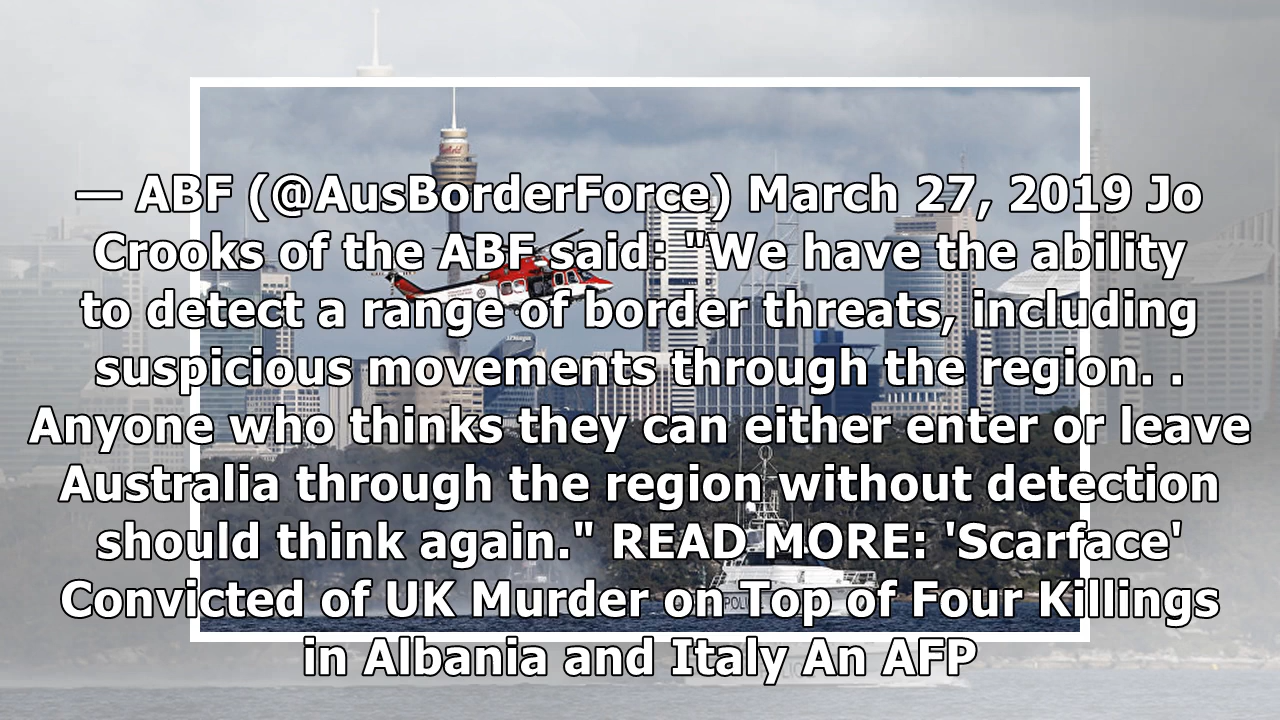 — ABF (@AusBorderForce) March 27, 2019 Jo
Crooks of the ABF said: "We have the ability
to detect a range of border threats, including
suspicious movements through the region. .
Anyone who thinks they can either enter or leave
Australia through the region without detection
should think again." READ MORE: 'Scarface'
Convicted of UK Murder on Top of Four Killings
in Albania and Italy An AFP
POLICE